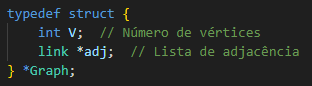 typedef struct {
    int V;  // Número de vértices
    link *adj;  // Lista de adjacência
} *Graph;